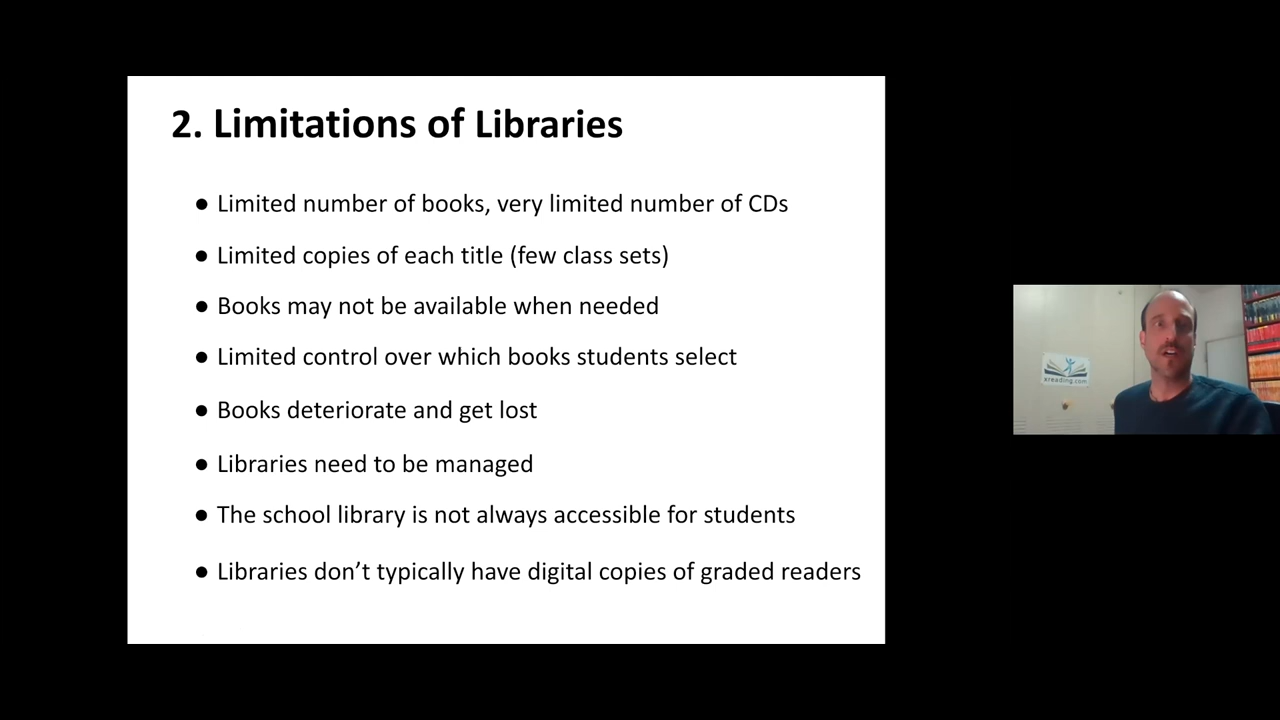 2. Limitations of Libraries
● Limited number of books, very limited number of CDs
● Limited copies of each title (few class sets)
● Books may not be available when needed
● Limited control over which books students select
● Books deteriorate and get lost
● Libraries need to be managed
● The school library is not always accessible for students
● Libraries don’t typically have digital copies of graded readers
xreading.com